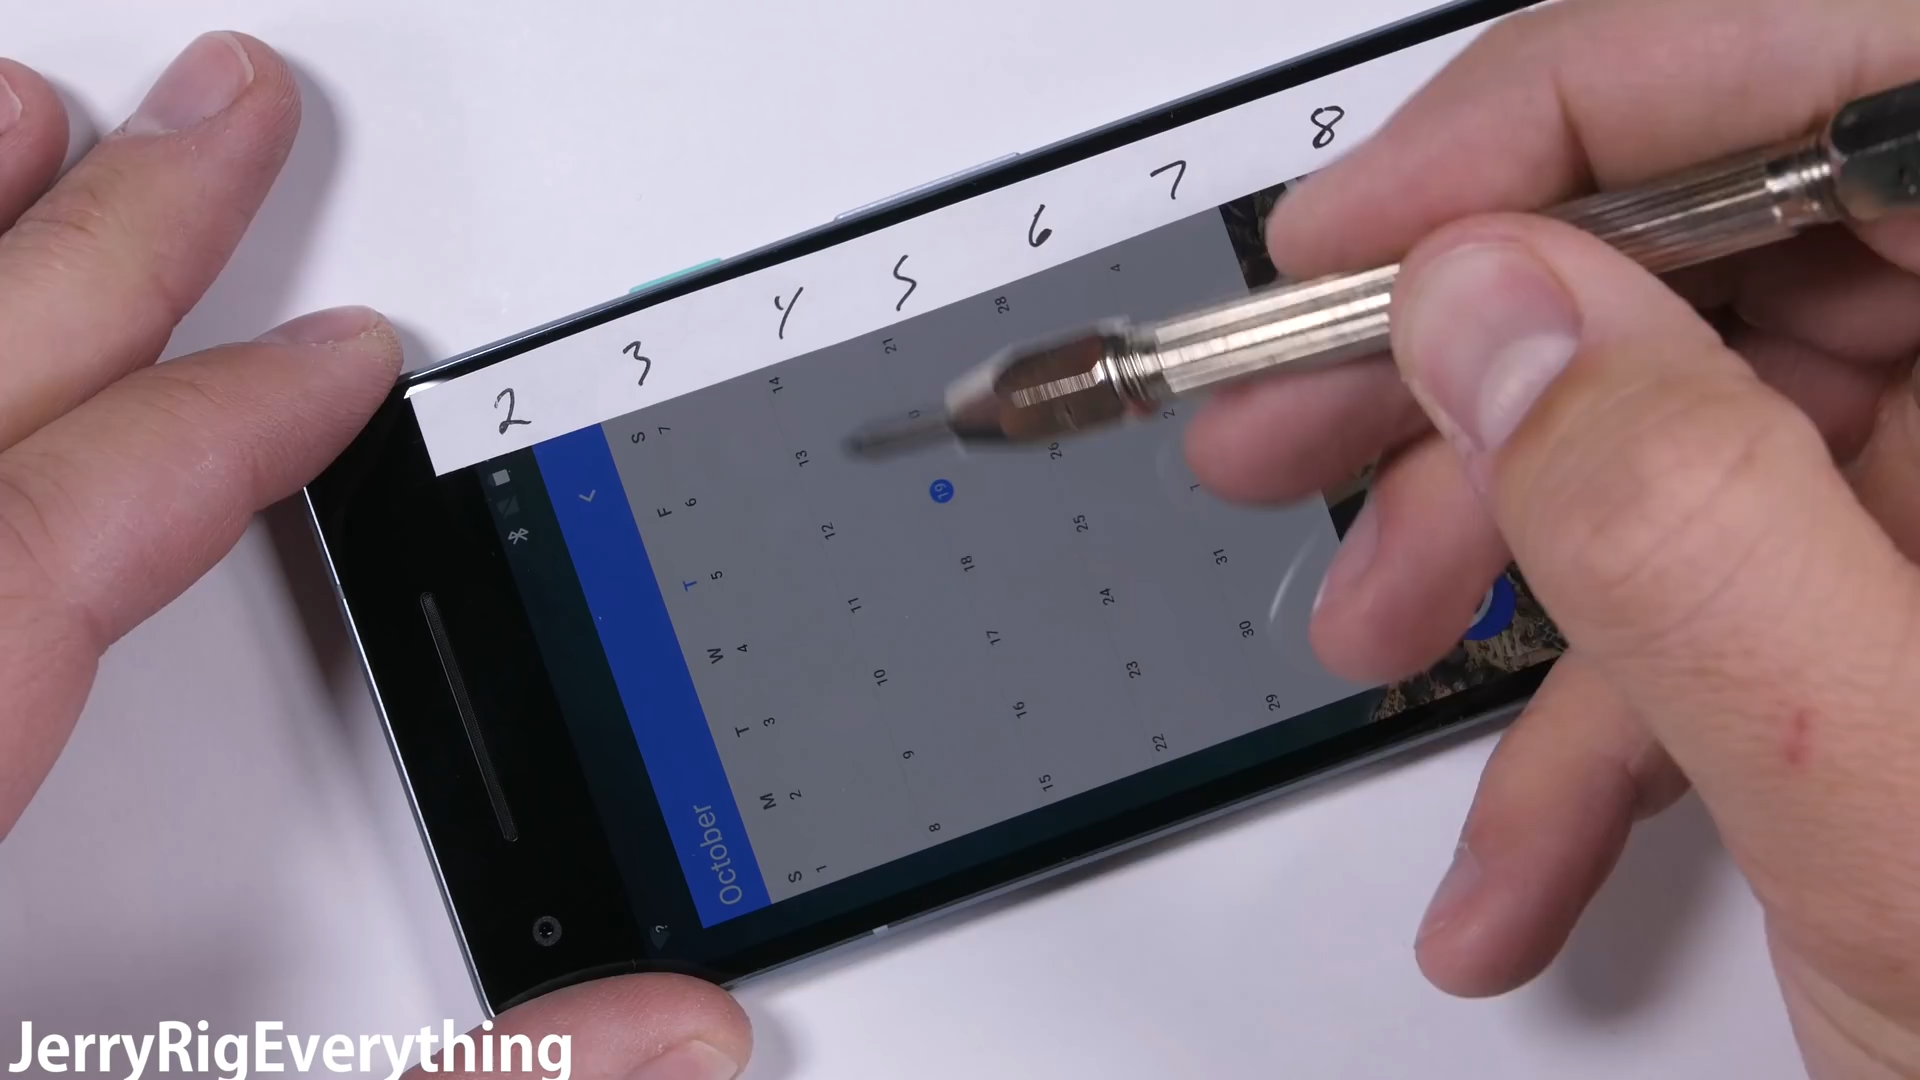 2 3 4 5 6 7 8
October
S M T W T F S
1 2 3 4 5 6 7
8 9 10 11 12 13 14
15 16 17 18 19 21
22 23 24 25 26 28
29 30 31 1 4
JerryRigEverything